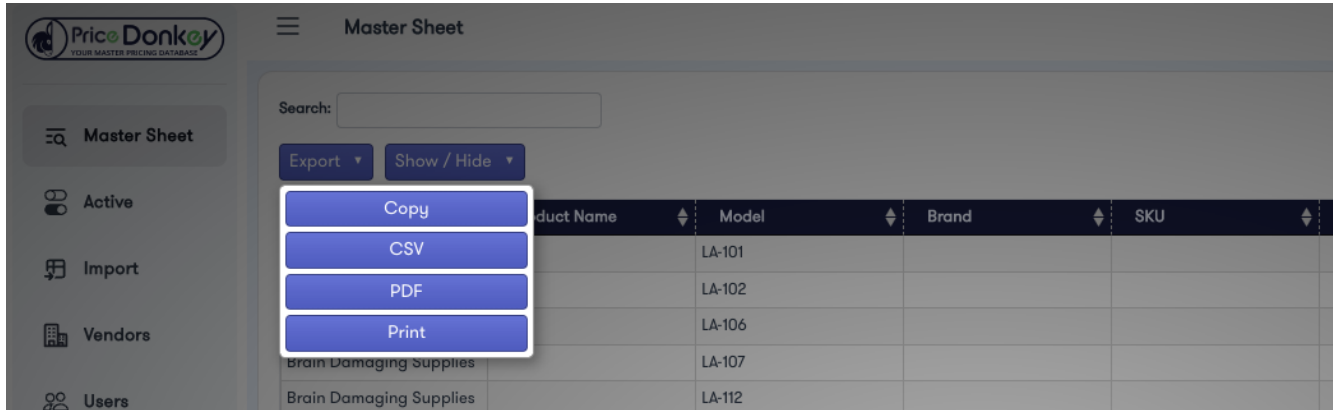 Price Donkey
YOUR MASTER PRICING DATABASE
Master Sheet
Master Sheet
Active
Import
Vendors
Users
Search:
Export ▼ Show / Hide ▼
Copy
CSV
PDF
Print
duct Name Model Brand SKU
LA-101
LA-102
LA-106
Brain Damaging Supplies LA-107
Brain Damaging Supplies LA-112